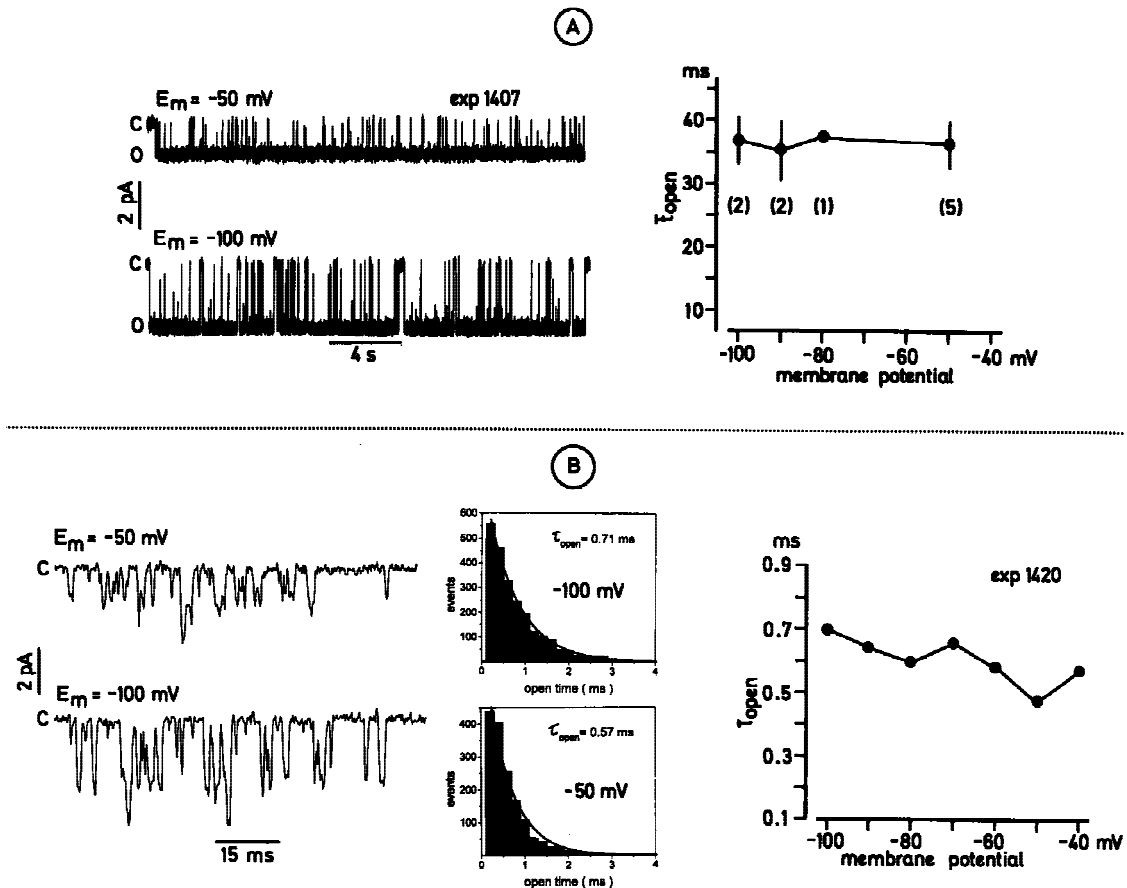 A
Em = -50 mV
exp 1407
C
O
2 pA
Em = -100 mV
C
O
4 s
ms
40
30
20
10
τ̄open
(2) (2) (1) (5)
-100 -80 -60 -40 mV
membrane potential
B
Em = -50 mV
C
2 pA
Em = -100 mV
C
15 ms
600
500
400
300
200
100
events
τopen = 0.71 ms
-100 mV
0 1 2 3 4
open time ( ms )
400
300
200
100
events
τopen = 0.57 ms
-50 mV
0 1 2 3 4
open time ( ms )
ms
exp 1420
0.9
0.7
0.5
0.3
0.1
τopen
-100 -80 -60 -40 mV
membrane potential